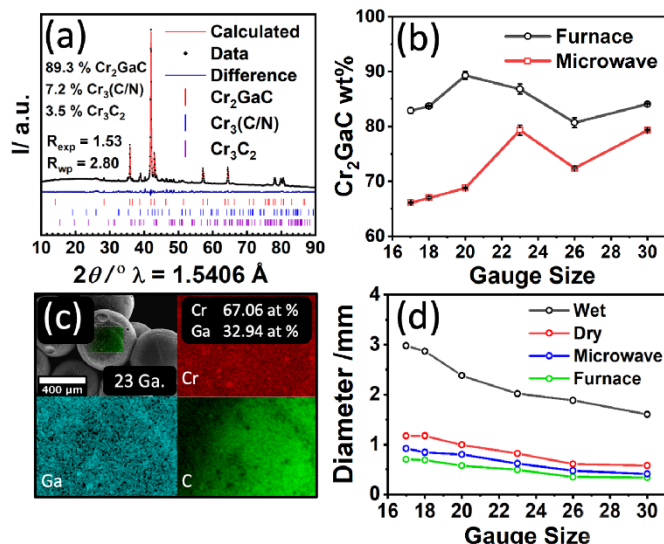 (a)
Calculated
Data
Difference
Cr₂GaC
Cr₃(C/N)
Cr₃C₂
89.3 % Cr₂GaC
7.2 % Cr₃(C/N)
3.5 % Cr₃C₂
R_exp = 1.53
R_wp = 2.80
I/ a.u.
10 20 30 40 50 60 70 80 90
2θ/° λ = 1.5406 Å
(b)
Furnace
Microwave
Cr₂GaC wt%
100
90
80
70
60
16 18 20 22 24 26 28 30
Gauge Size
(c)
Cr 67.06 at %
Ga 32.94 at %
400 μm
23 Ga.
Cr
Ga
C
(d)
Wet
Dry
Microwave
Furnace
Diameter /mm
4
3
2
1
0
16 18 20 22 24 26 28 30
Gauge Size